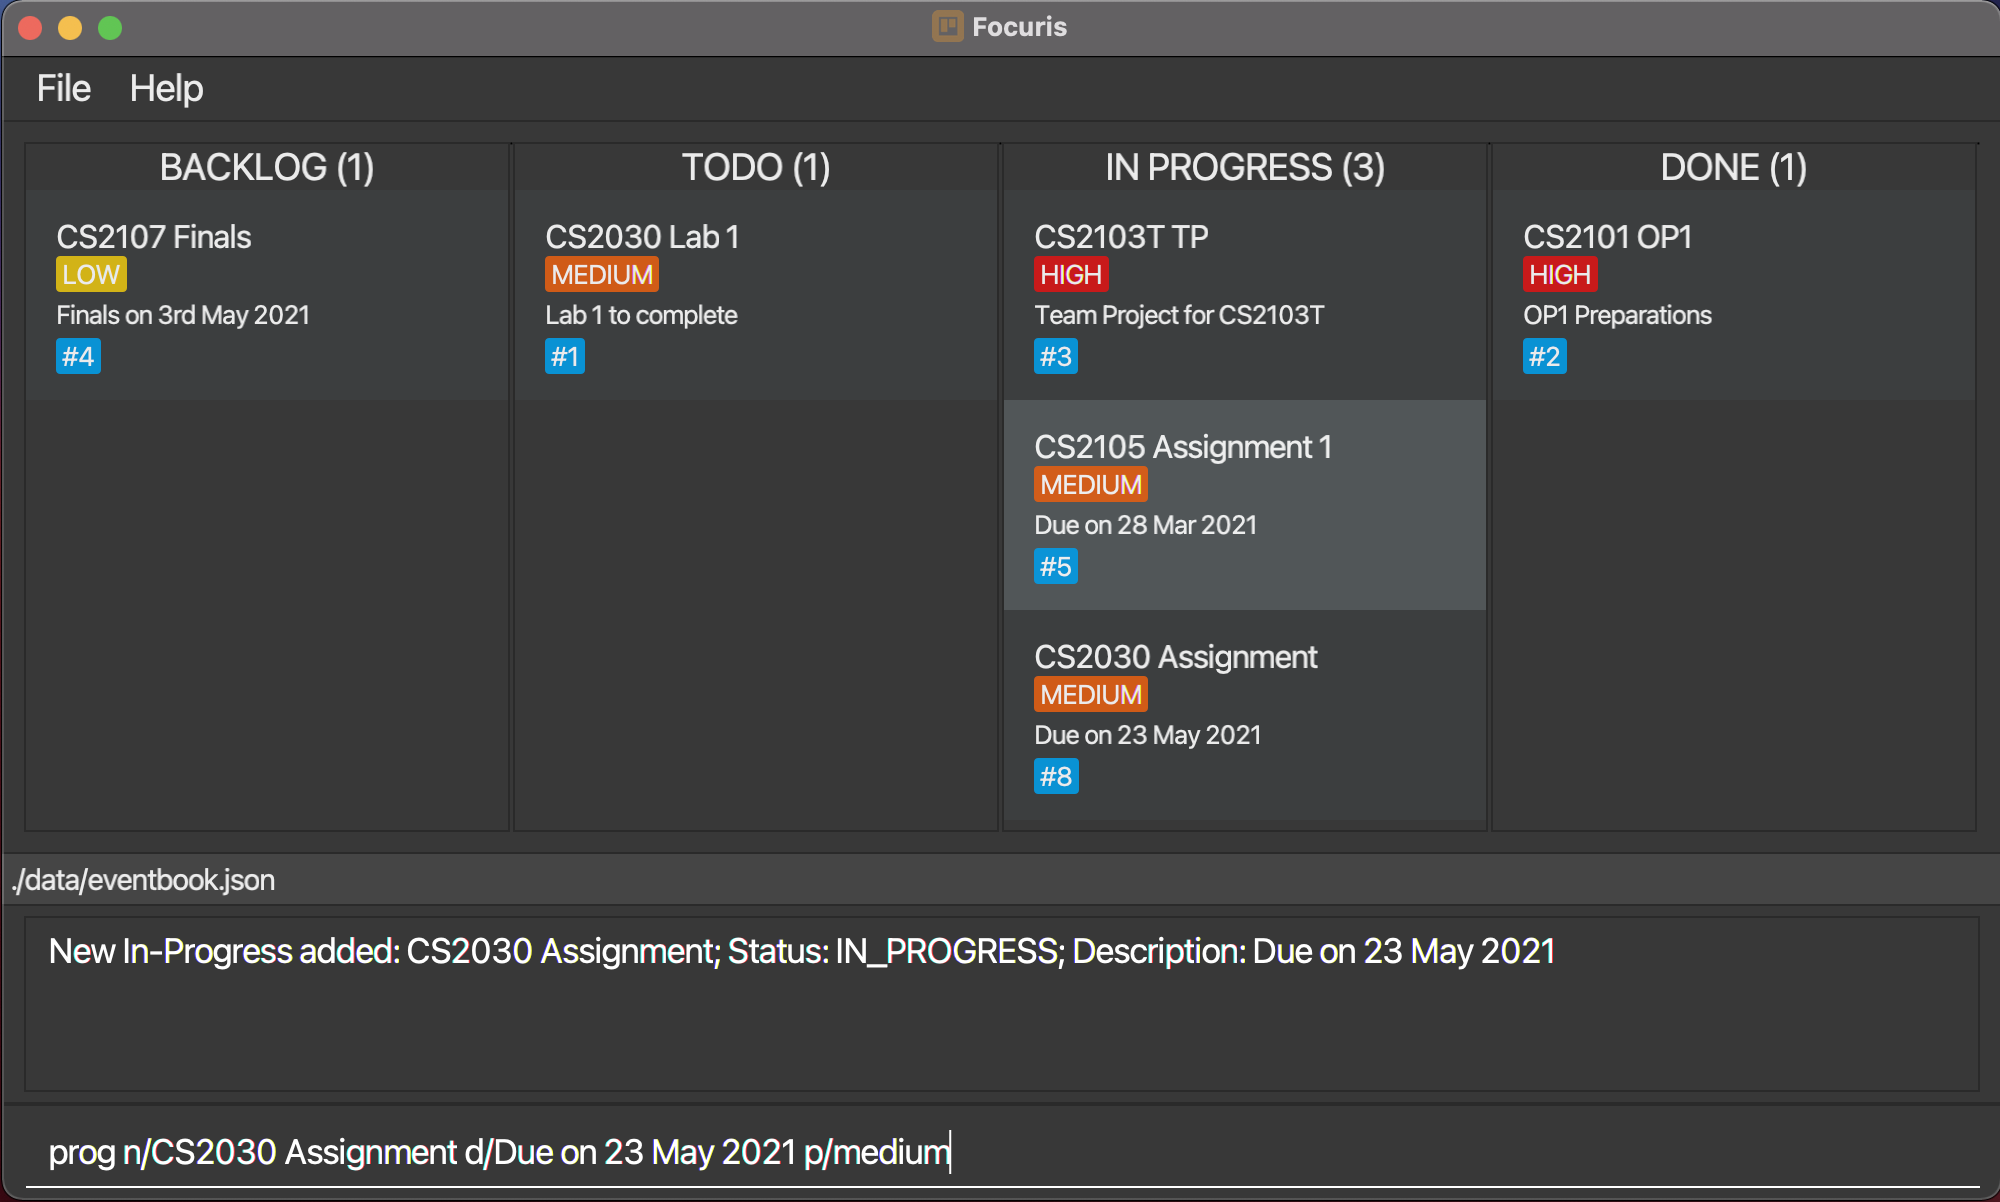 Focuris
File Help
BACKLOG (1)
CS2107 Finals
LOW
Finals on 3rd May 2021
#4
TODO (1)
CS2030 Lab 1
MEDIUM
Lab 1 to complete
#1
IN PROGRESS (3)
CS2103T TP
HIGH
Team Project for CS2103T
#3
CS2105 Assignment 1
MEDIUM
Due on 28 Mar 2021
#5
CS2030 Assignment
MEDIUM
Due on 23 May 2021
#8
DONE (1)
CS2101 OP1
HIGH
OP1 Preparations
#2
./data/eventbook.json
New In-Progress added: CS2030 Assignment; Status: IN_PROGRESS; Description: Due on 23 May 2021
prog n/CS2030 Assignment d/Due on 23 May 2021 p/medium